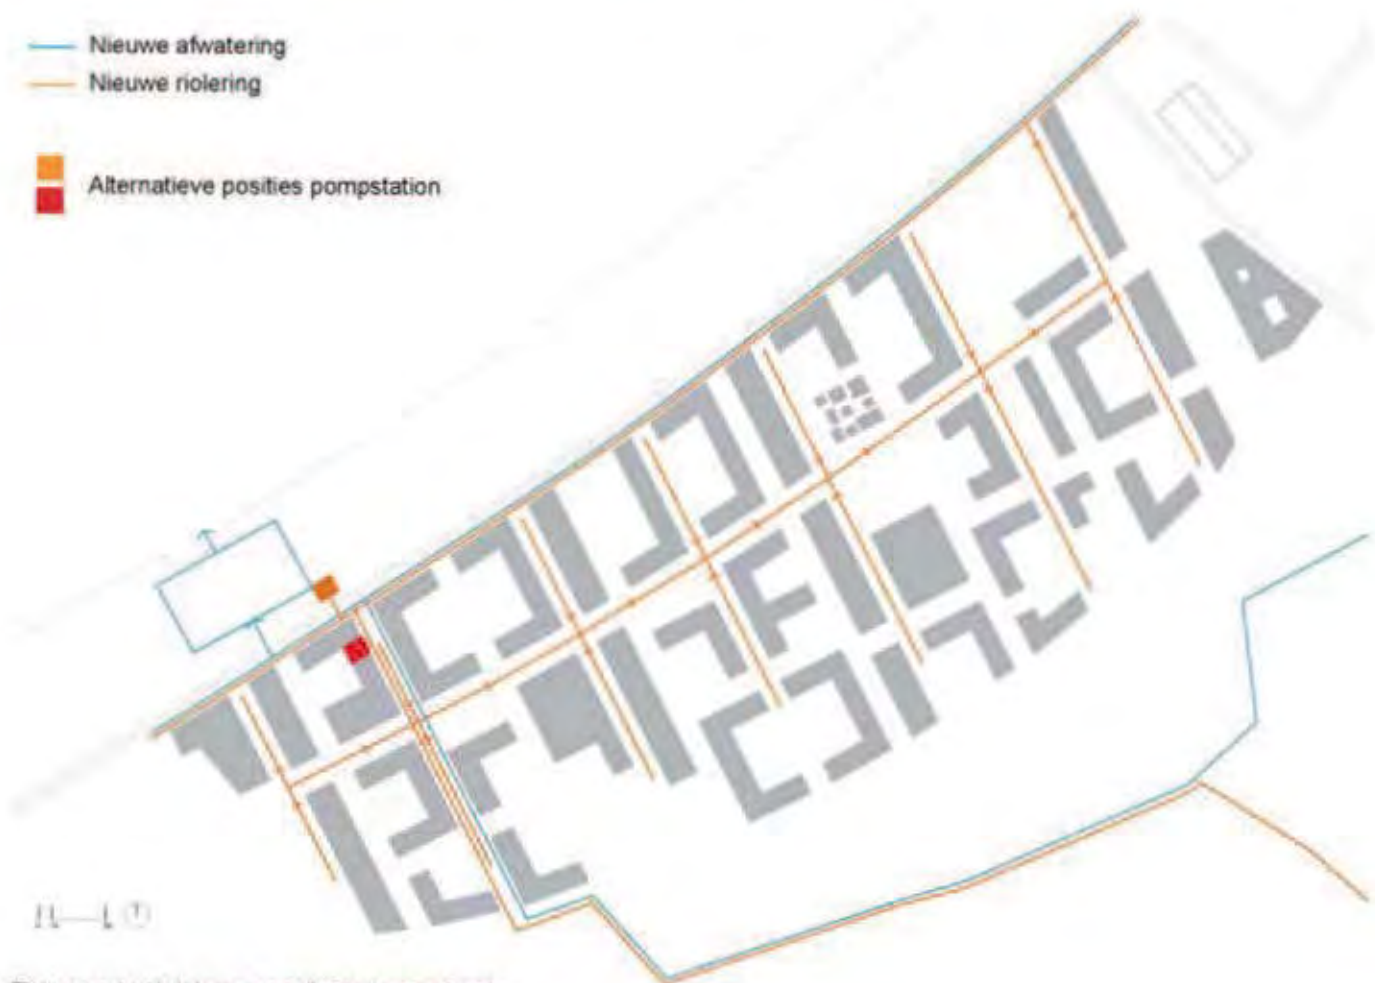 Nieuwe afwatering
Nieuwe riolering
Alternatieve posities pompstation